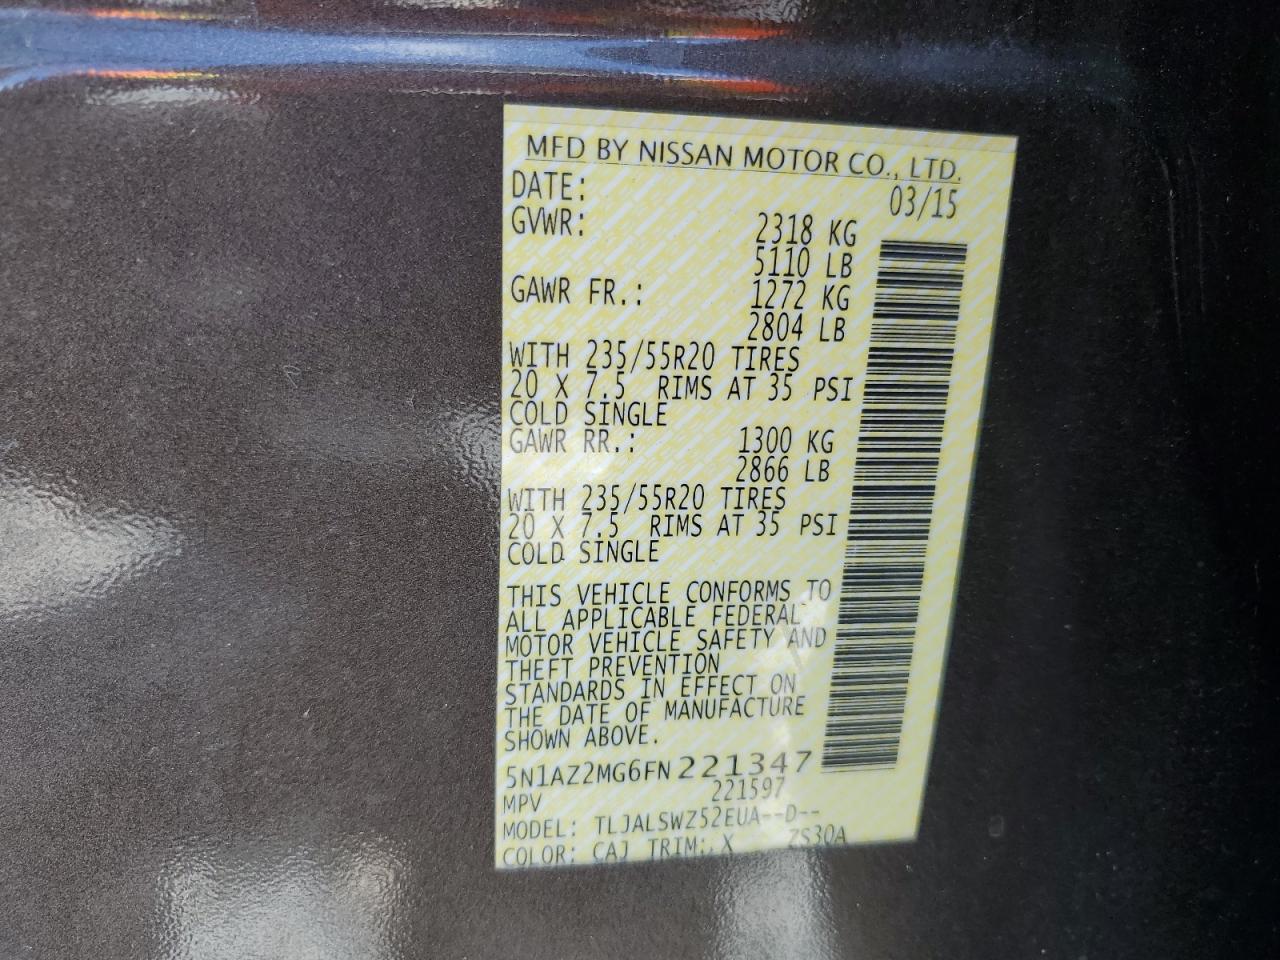 MFD BY NISSAN MOTOR CO., LTD.
DATE: 03/15
GVWR: 2318 KG
5110 LB
GAWR FR.: 1272 KG
2804 LB
WITH 235/55R20 TIRES
20 X 7.5 RIMS AT 35 PSI
COLD SINGLE
GAWR RR.: 1300 KG
2866 LB
WITH 235/55R20 TIRES
20 X 7.5 RIMS AT 35 PSI
COLD SINGLE
THIS VEHICLE CONFORMS TO
ALL APPLICABLE FEDERAL
MOTOR VEHICLE SAFETY AND
THEFT PREVENTION
STANDARDS IN EFFECT ON
THE DATE OF MANUFACTURE
SHOWN ABOVE.
5N1AZ2MG6FN221347
MPV 221597
MODEL: TLJALSWZ52EUA--D--
COLOR: CAJ TRIM: X ZS30A